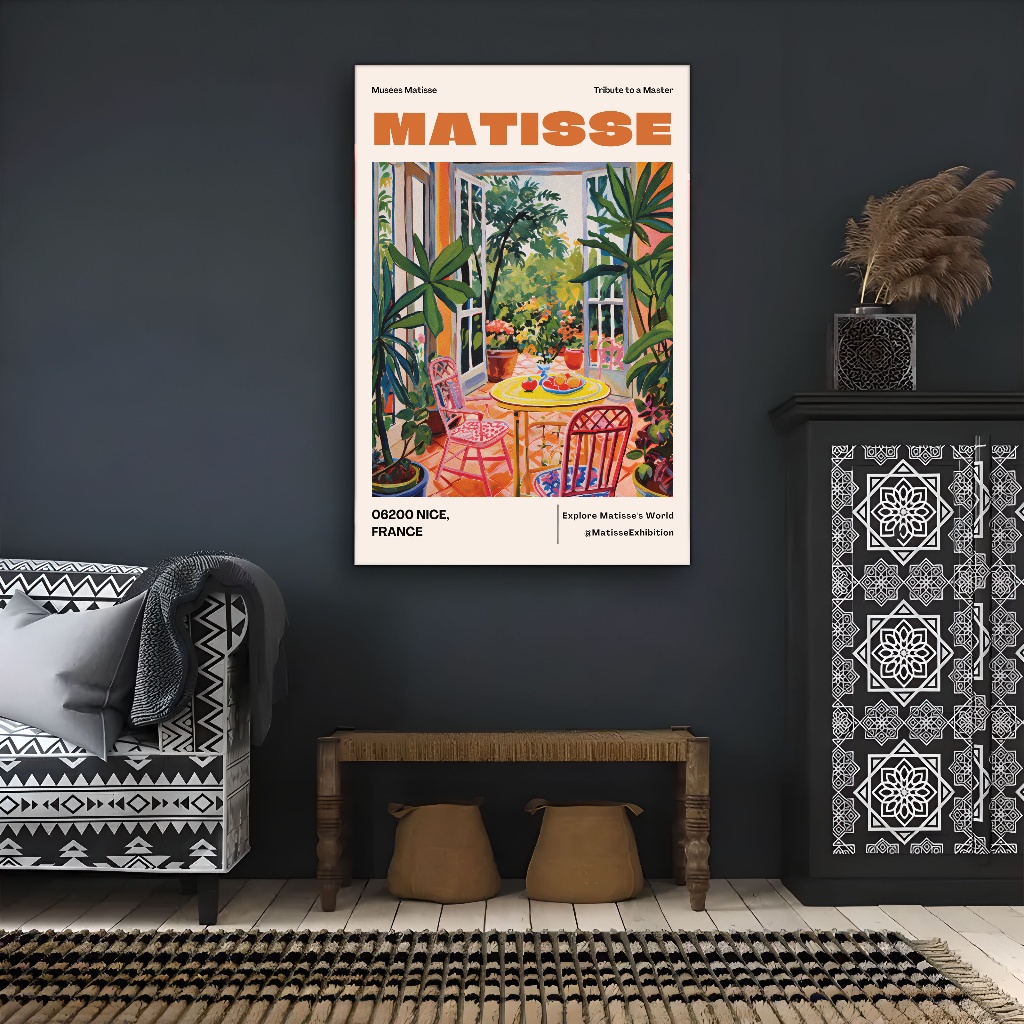 Musees Matisse
Tribute to a Master
MATISSE
06200 NICE,
FRANCE
Explore Matisse's World
@MatisseExhibition